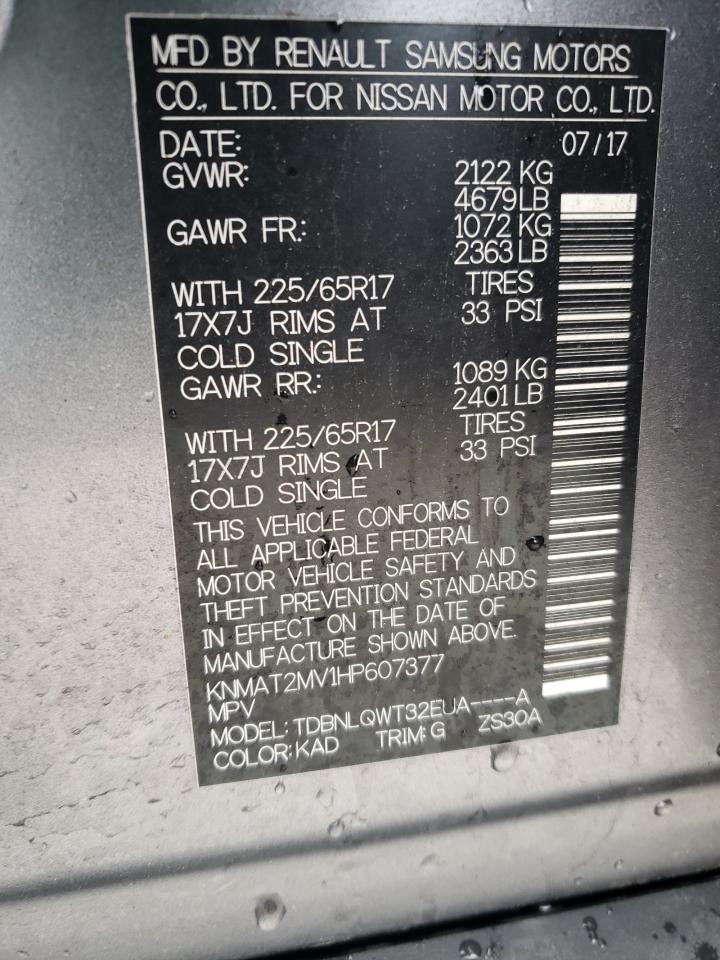 MFD BY RENAULT SAMSUNG MOTORS
CO., LTD. FOR NISSAN MOTOR CO., LTD.
DATE: 07/17
GVWR: 2122 KG
4679 LB
GAWR FR: 1072 KG
2363 LB
WITH 225/65R17 TIRES
17X7J RIMS AT 33 PSI
COLD SINGLE
GAWR RR: 1089 KG
2401 LB
WITH 225/65R17 TIRES
17X7J RIMS AT 33 PSI
COLD SINGLE
THIS VEHICLE CONFORMS TO
ALL APPLICABLE FEDERAL
MOTOR VEHICLE SAFETY AND
THEFT PREVENTION STANDARDS
IN EFFECT ON THE DATE OF
MANUFACTURE SHOWN ABOVE.
KNMAT2MV1HP607377
MPV
MODEL: TDBNLQWT32EUA----A
COLOR: KAD TRIM: G ZS30A